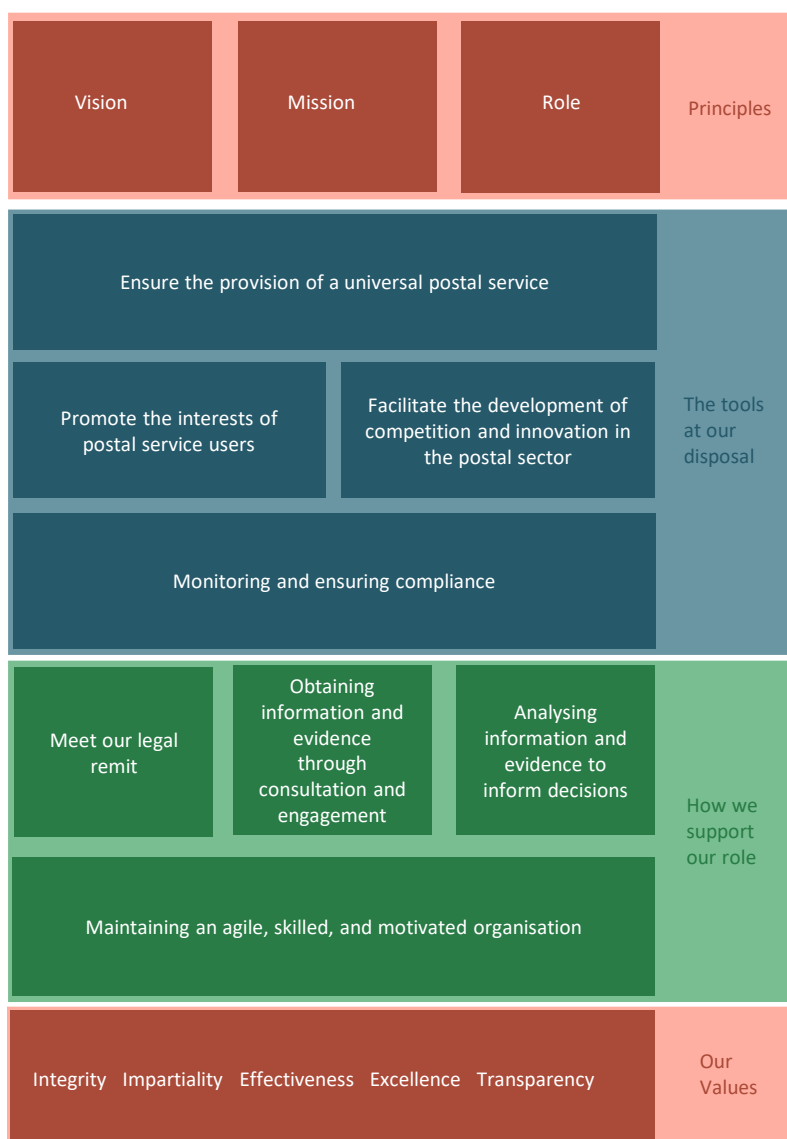 Vision
Mission
Role
Principles
Ensure the provision of a universal postal service
Promote the interests of
postal service users
Facilitate the development of
competition and innovation in
the postal sector
Monitoring and ensuring compliance
The tools
at our
disposal
Meet our legal
remit
Obtaining
information and
evidence
through
consultation and
engagement
Analysing
information and
evidence to
inform decisions
Maintaining an agile, skilled, and motivated organisation
How we
support
our role
Integrity Impartiality Effectiveness Excellence Transparency
Our
Values